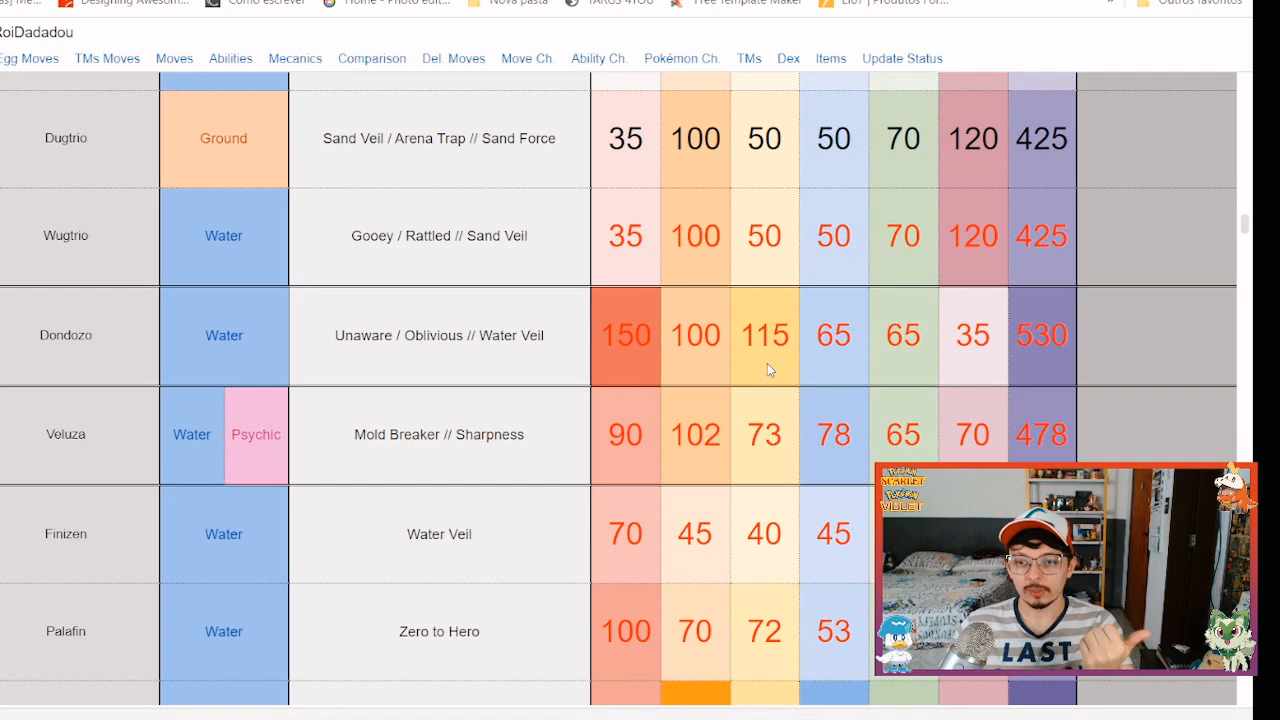 Designing Awesom...
Como escrever
Home - Photo edit...
Nova pasta
TARGS 4YOU
Free Template Maker
Outros favoritos
RoiDadadou
Egg Moves TMs Moves Moves Abilities Mecanics Comparison Del. Moves Move Ch. Ability Ch. Pokémon Ch. TMs Dex Items Update Status
Dugtrio Ground Sand Veil / Arena Trap // Sand Force 35 100 50 50 70 120 425
Wugtrio Water Gooey / Rattled // Sand Veil 35 100 50 50 70 120 425
Dondozo Water Unaware / Oblivious // Water Veil 150 100 115 65 65 35 530
Veluza Water Psychic Mold Breaker // Sharpness 90 102 73 78 65 70 478
Finizen Water Water Veil 70 45 40 45
Palafin Water Zero to Hero 100 70 72 53
POKÉMON
SCARLET
POKÉMON
VIOLET
LAST